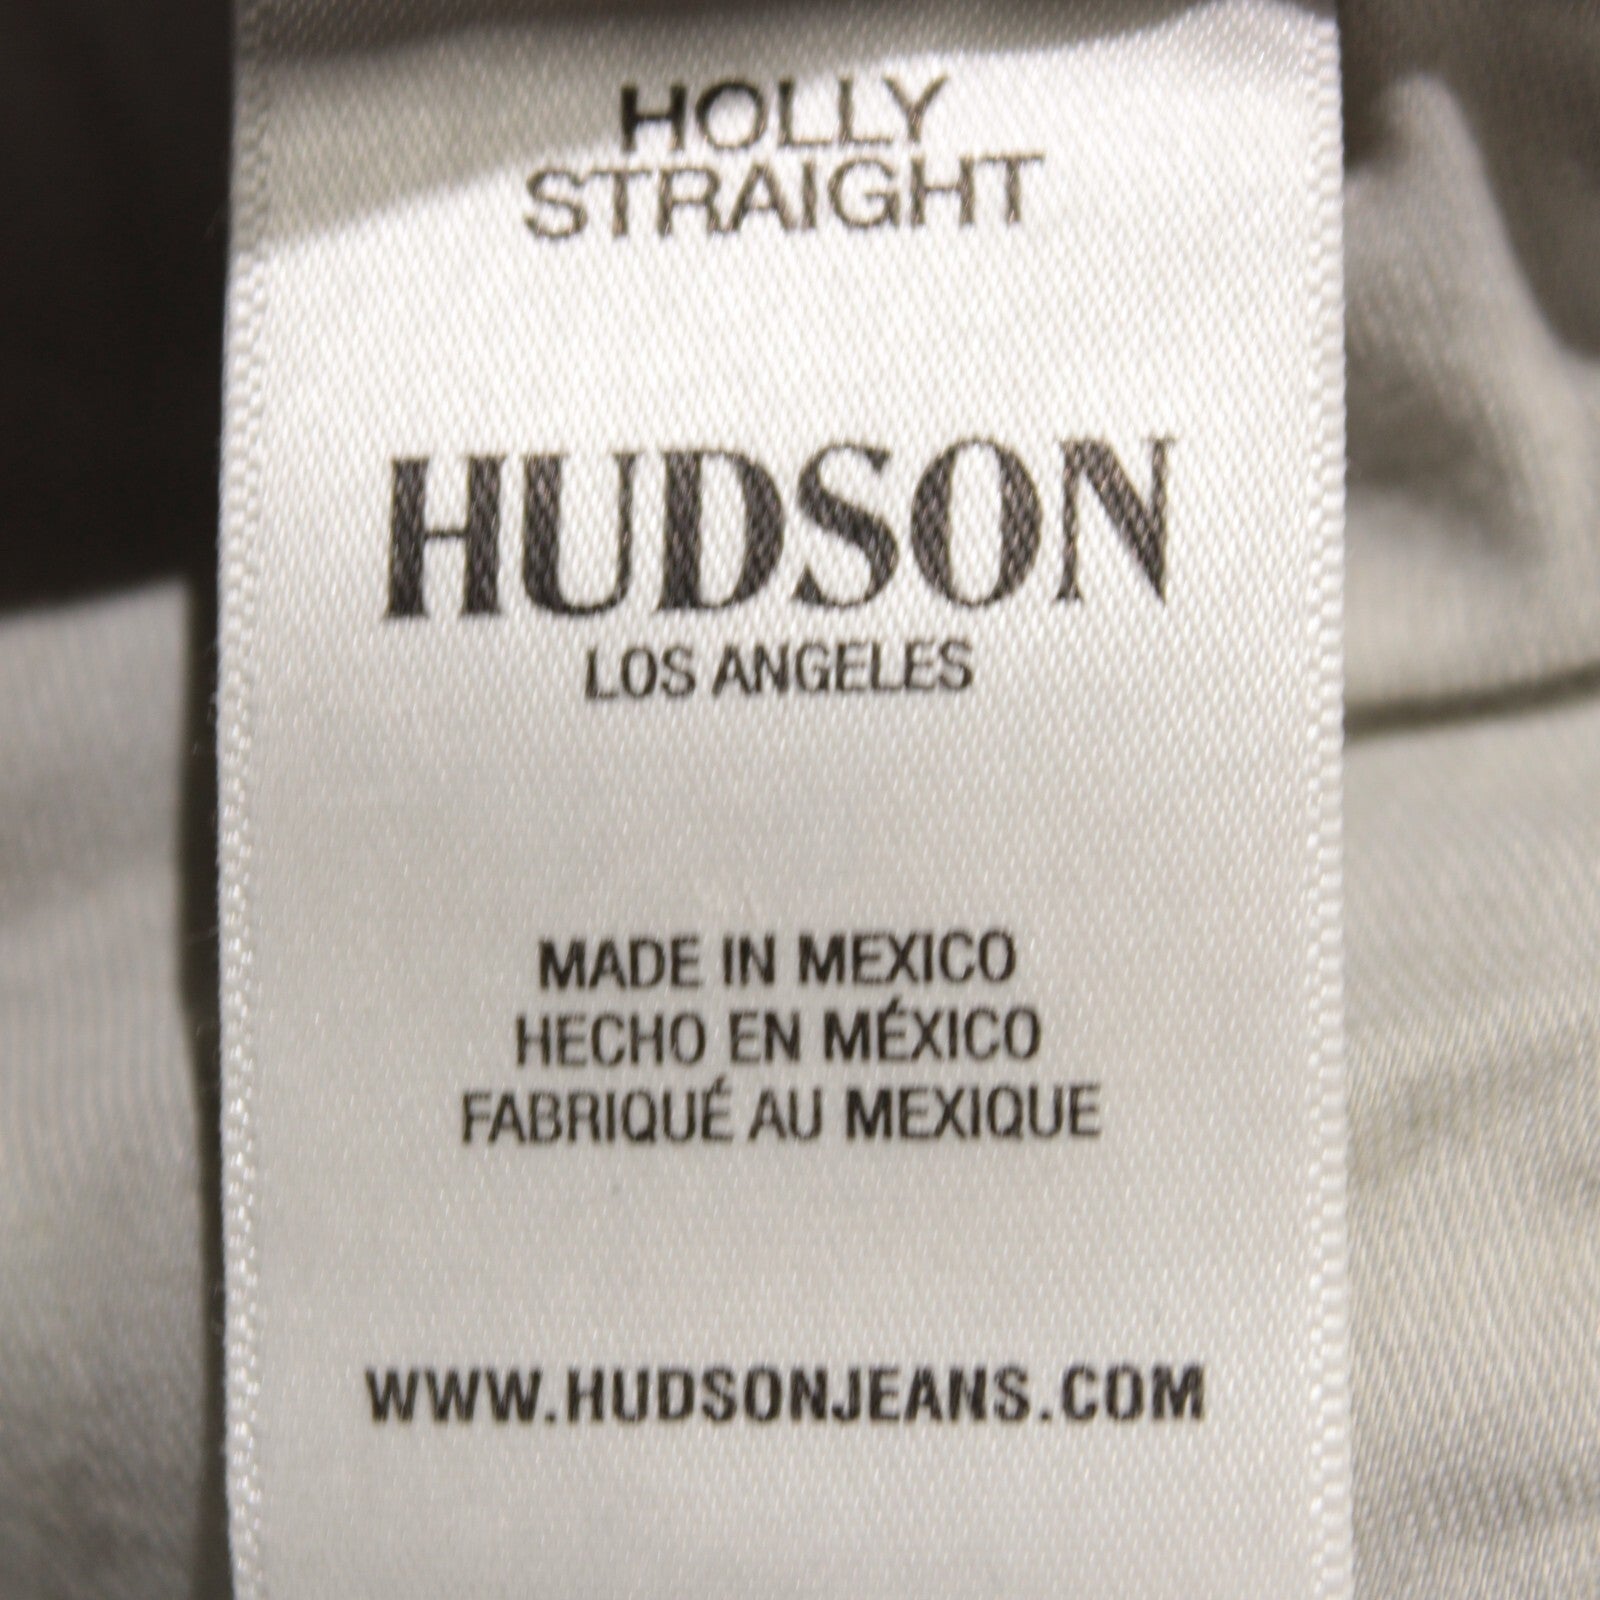 HOLLY
STRAIGHT
HUDSON
LOS ANGELES
MADE IN MEXICO
HECHO EN MÉXICO
FABRIQUÉ AU MEXIQUE
WWW.HUDSONJEANS.COM